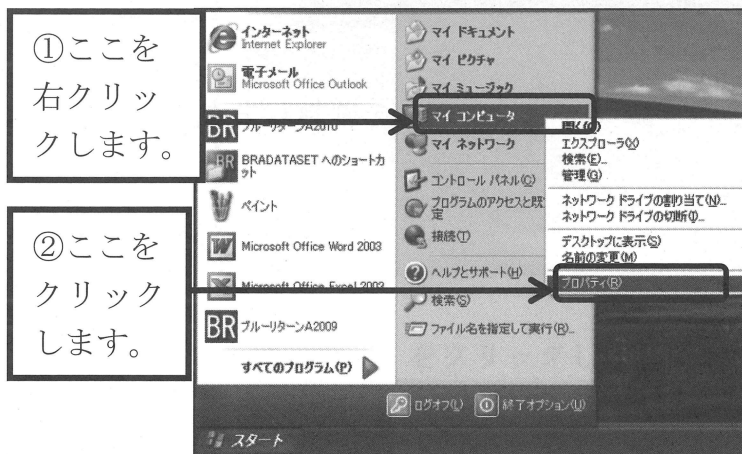 ①ここを
右クリッ
クします。
②ここを
クリック
します。
インターネット
Internet Explorer
電子メール
Microsoft Office Outlook
BR ブルーリターンA2010
BR BRADATASET へのショートカ
ット
ペイント
Microsoft Office Word 2003
Microsoft Office Excel 2003
BR ブルーリターンA2009
すべてのプログラム(P)
マイ ドキュメント
マイ ピクチャ
マイ ミュージック
マイ コンピュータ
マイ ネットワーク
コントロール パネル(C)
プログラムのアクセスと既
定
接続(T)
ヘルプとサポート(H)
検索(S)
ファイル名を指定して実行(R)...
開く(O)
エクスプローラ(X)
検索(E)...
管理(G)
ネットワーク ドライブの割り当て(N)...
ネットワーク ドライブの切断(I)...
デスクトップに表示(S)
名前の変更(M)
プロパティ(R)
ログオフ(L)
終了オプション(U)
スタート